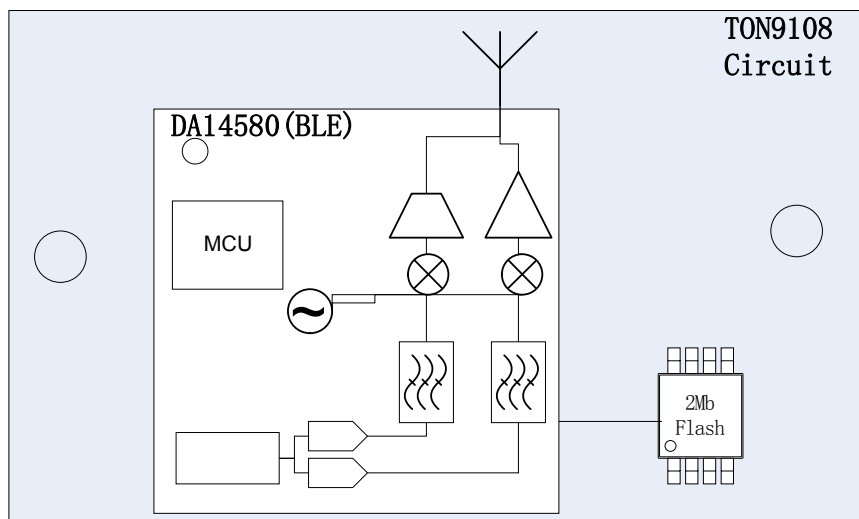 TON9108
Circuit
DA14580(BLE)
MCU
2Mb
Flash